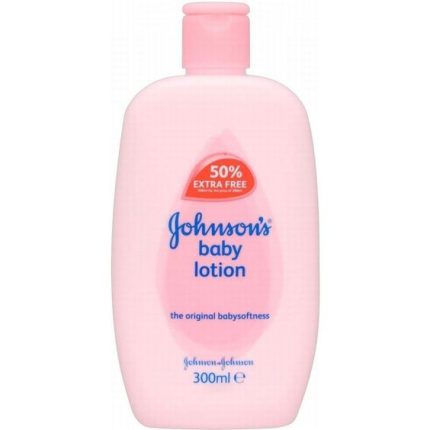 50%
EXTRA FREE
Johnson's
baby
lotion
the original babysoftness
Johnson & Johnson
300ml ℮